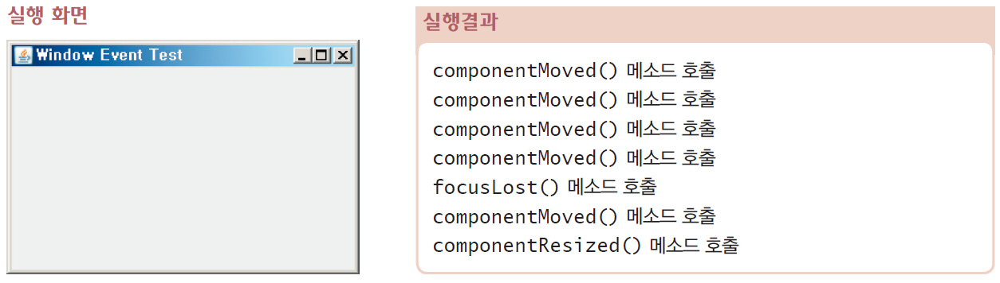 실행 화면
Window Event Test
실행결과
componentMoved() 메소드 호출
componentMoved() 메소드 호출
componentMoved() 메소드 호출
componentMoved() 메소드 호출
focusLost() 메소드 호출
componentMoved() 메소드 호출
componentResized() 메소드 호출